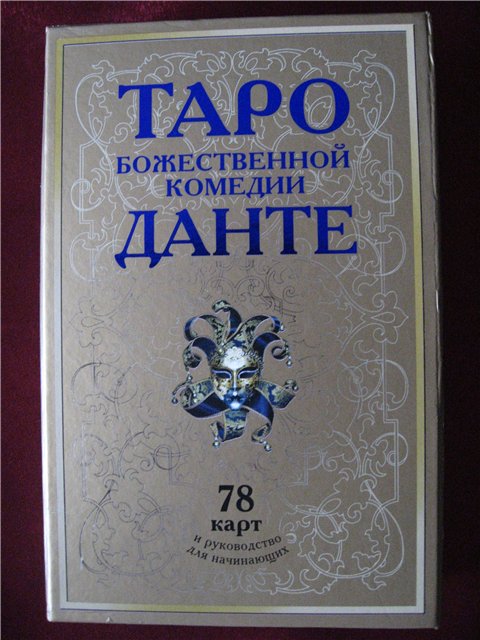 ТАРО
БОЖЕСТВЕННОЙ
КОМЕДИИ
ДАНТЕ
78
карт
и руководство
для начинающих